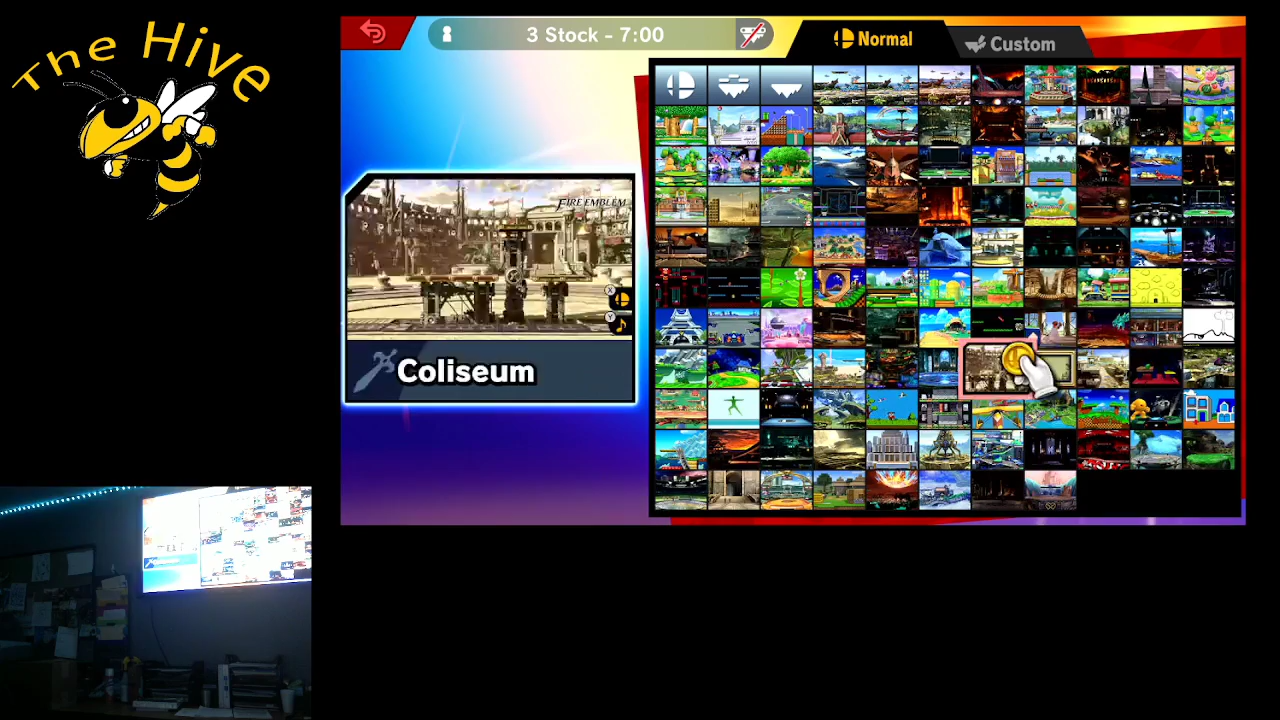 The Hive
3 Stock - 7:00
Normal
Custom
FIRE EMBLEM
X
Y
Coliseum